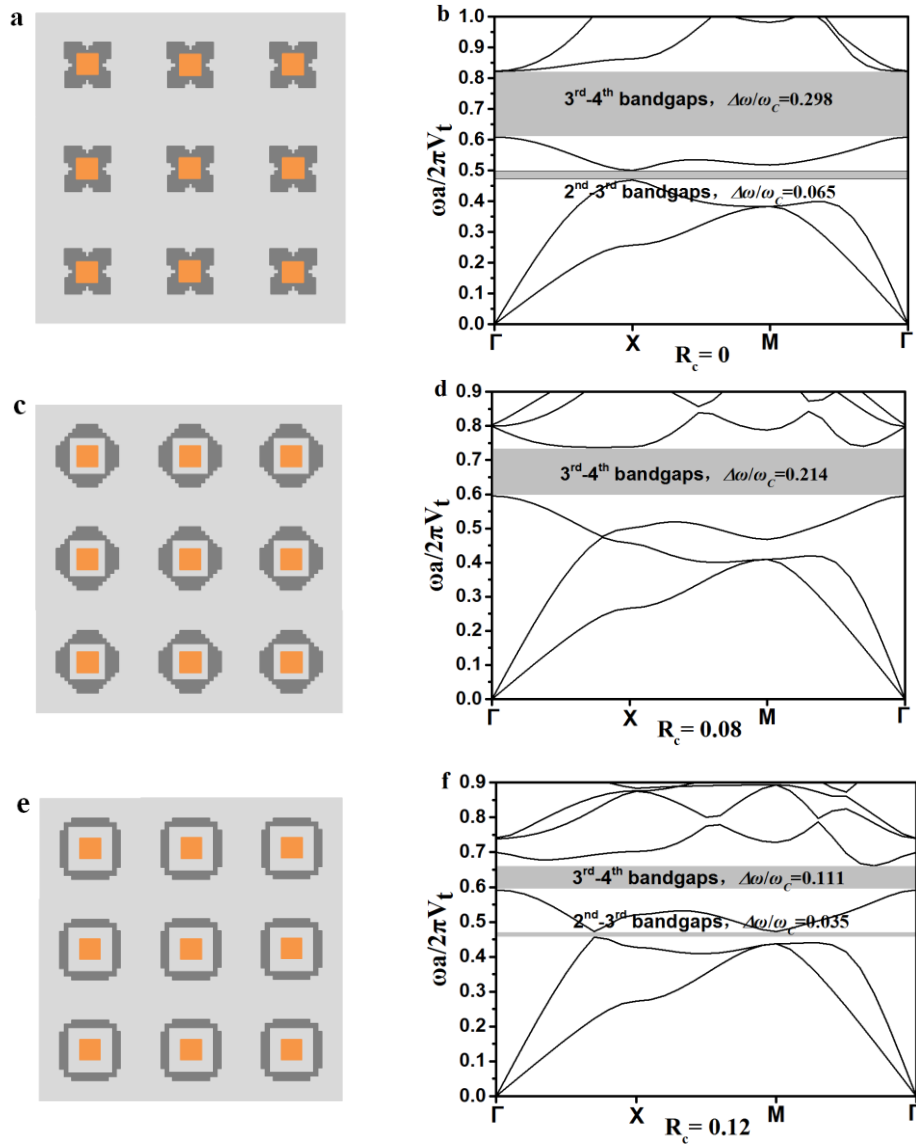 a
b
1.0
0.9
0.8
0.7
0.6
0.5
0.4
0.3
0.2
0.1
0.0
ωa/2πVt
3rd-4th bandgaps, Δω/ωC=0.298
2nd-3rd bandgaps, Δω/ωC=0.065
Γ X M Γ
Rc= 0
c
d
0.9
0.8
0.7
0.6
0.5
0.4
0.3
0.2
0.1
0.0
ωa/2πVt
3rd-4th bandgaps, Δω/ωC=0.214
Γ X M Γ
Rc= 0.08
e
f
0.9
0.8
0.7
0.6
0.5
0.4
0.3
0.2
0.1
0.0
ωa/2πVt
3rd-4th bandgaps, Δω/ωC=0.111
2nd-3rd bandgaps, Δω/ωC=0.035
Γ X M Γ
Rc= 0.12